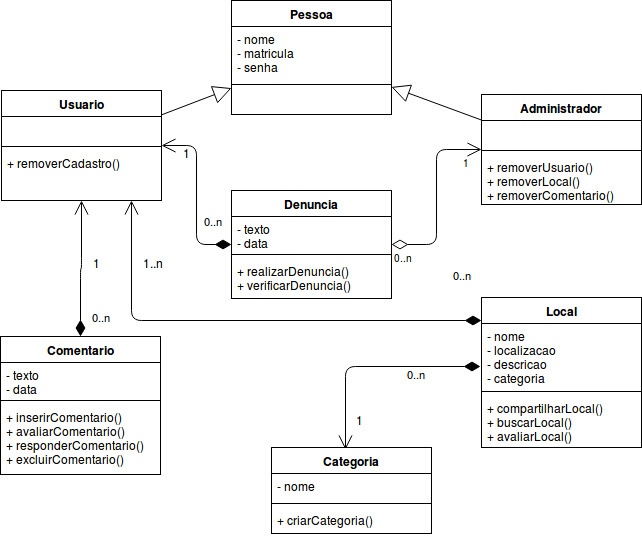 Pessoa
- nome
- matricula
- senha
Usuario
+ removerCadastro()
Administrador
+ removerUsuario()
+ removerLocal()
+ removerComentario()
1
1
Denuncia
- texto
- data
+ realizarDenuncia()
+ verificarDenuncia()
0..n
0..n
1
1..n
0..n
0..n
Comentario
- texto
- data
+ inserirComentario()
+ avaliarComentario()
+ responderComentario()
+ excluirComentario()
Local
- nome
- localizacao
- descricao
- categoria
+ compartilharLocal()
+ buscarLocal()
+ avaliarLocal()
0..n
1
Categoria
- nome
+ criarCategoria()